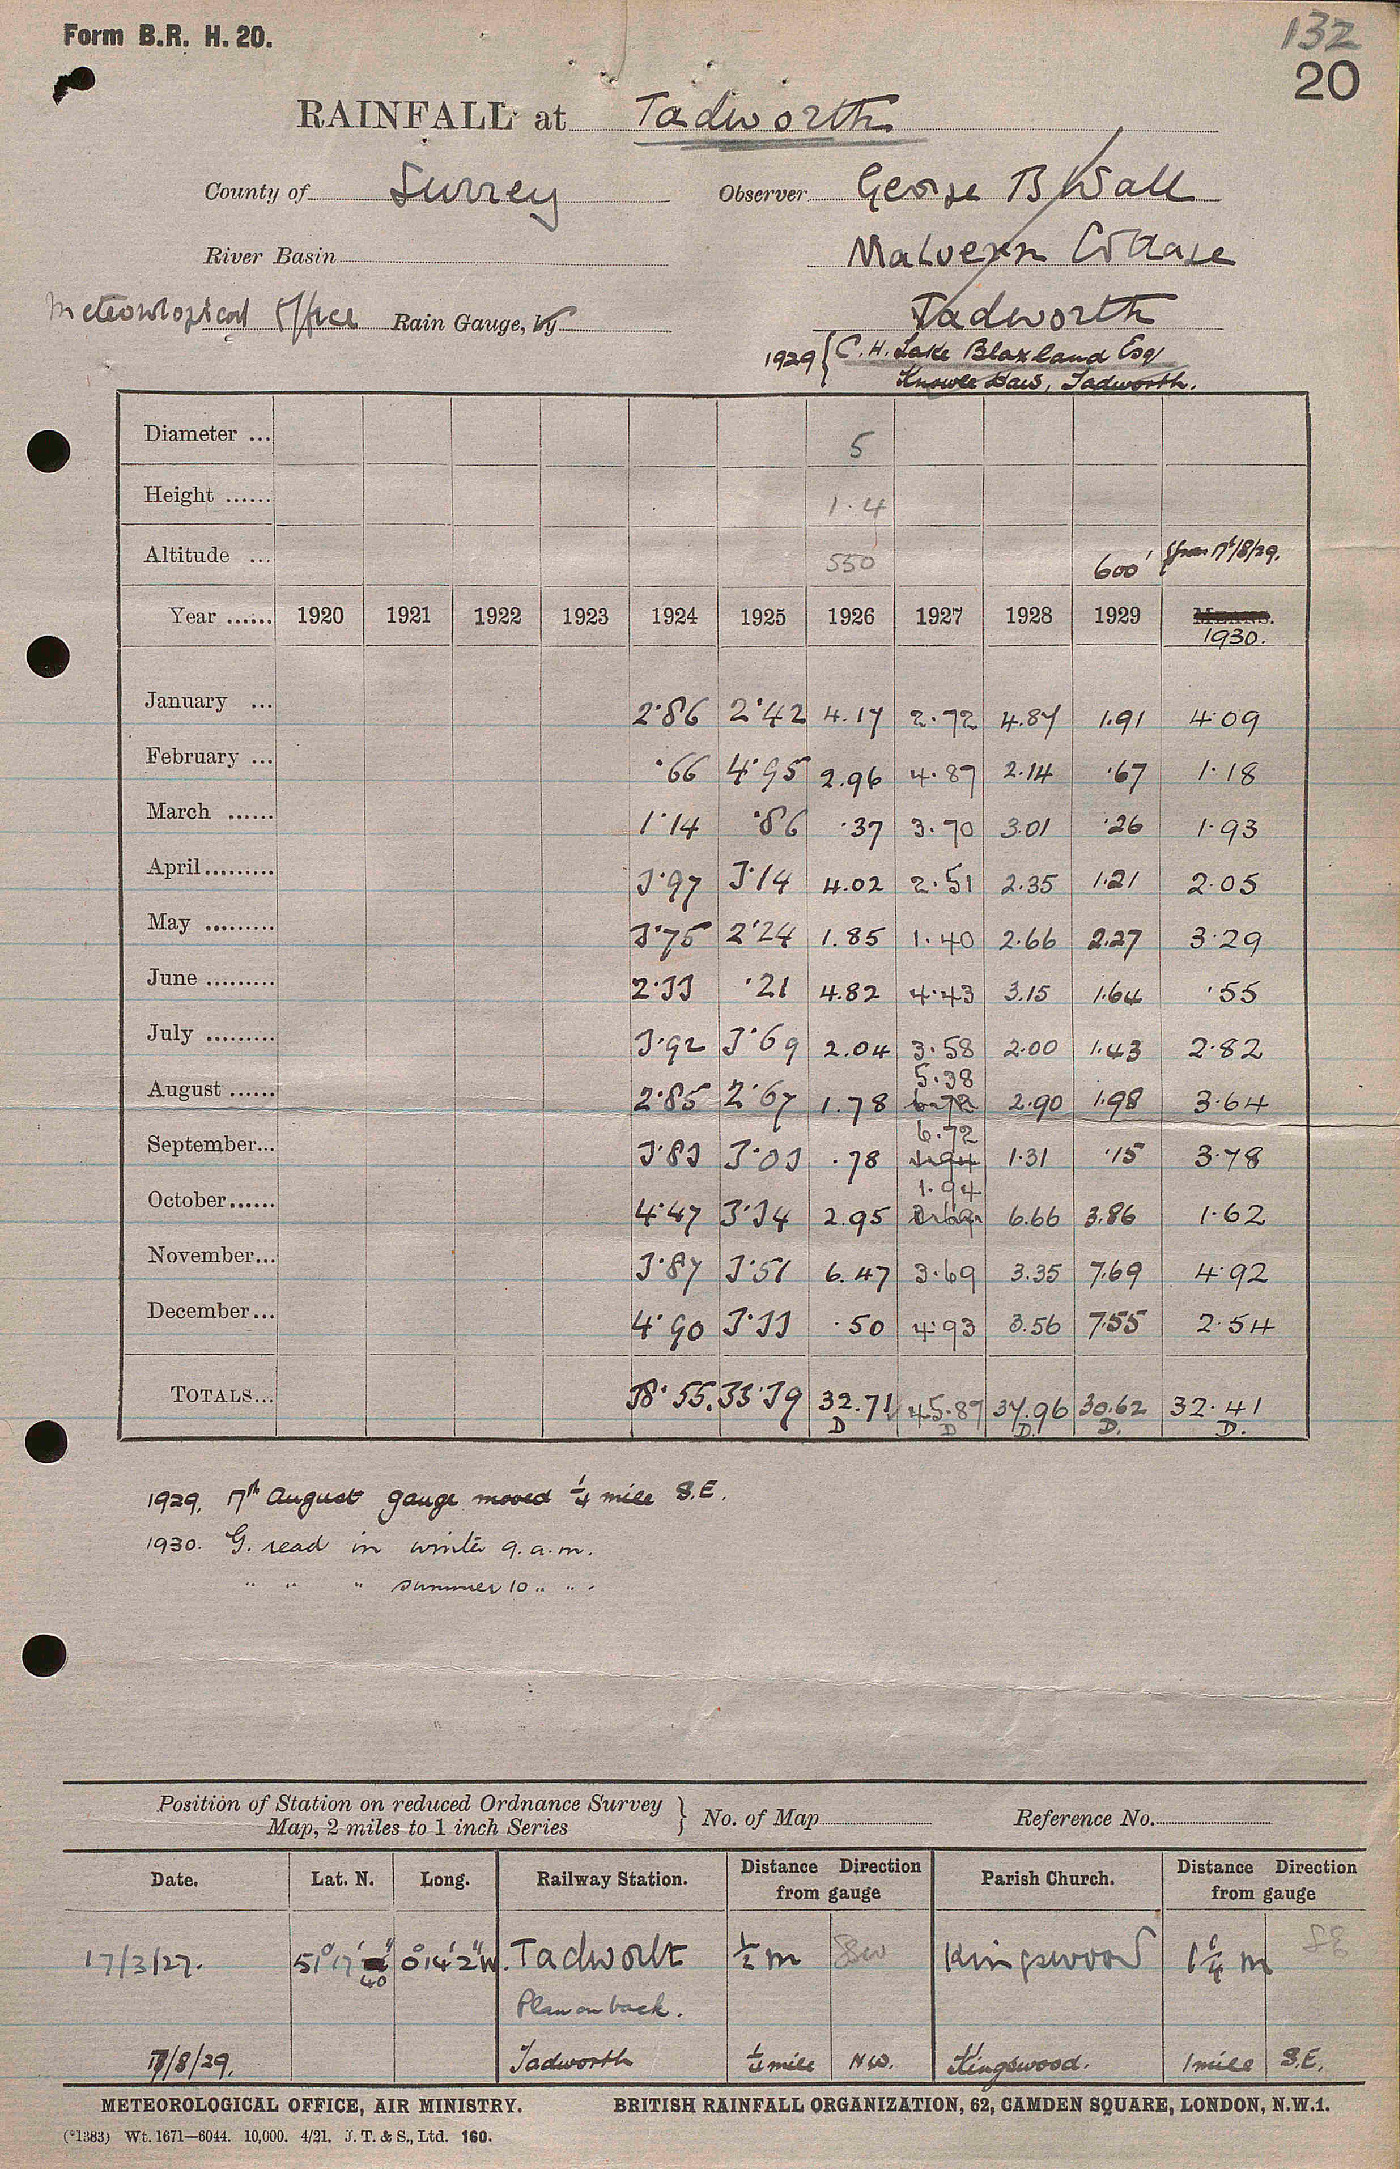 Form B.R. H. 20.
132
20
RAINFALL at Tadworth
County of Surrey Observer George B Wall
River Basin Malvern Cottage
Meteorological Office Rain Gauge, by Tadworth
1929 { C. H. Lake Blaxland Esq
Knowle Haws, Tadworth.
Diameter ... 5
Height ...... 1.4
Altitude ... 550 600' from 17/8/29.
Year ...... 1920 1921 1922 1923 1924 1925 1926 1927 1928 1929 MEANS.
1930.
January ... 2.86 2.42 4.17 2.72 4.87 1.91 4.09
February ... .66 4.95 2.96 4.87 2.14 .67 1.18
March ...... 1.14 .86 .37 3.70 3.01 .26 1.93
April ......... 3.97 3.14 4.02 2.51 2.35 1.21 2.05
May ......... 3.75 2.24 1.85 1.40 2.66 2.27 3.29
June ......... 2.33 .21 4.82 4.43 3.15 1.64 .55
July ......... 3.92 3.69 2.04 3.58 2.00 1.43 2.82
5.38
August ...... 2.85 2.67 1.78 6.72 2.90 1.98 3.64
6.72
September... 3.83 3.03 .78 1.94 1.31 .15 3.78
1.94
October...... 4.47 3.34 2.95 3.69 6.66 3.86 1.62
November... 3.87 3.51 6.47 3.69 3.35 7.69 4.92
December... 4.90 3.33 .50 4.93 3.56 7.55 2.54
TOTALS... 38.55. 33.39 32.71 45.87 37.96 30.62 32.41
D D D. D. D.
1929. 17th August gauge moved ¼ mile S.E.
1930. G. read in winter 9. a.m.
" " " summer 10 " " "
Position of Station on reduced Ordnance Survey
Map, 2 miles to 1 inch Series } No. of Map Reference No.
Date. Lat. N. Long. Railway Station. Distance Direction from gauge Parish Church. Distance Direction from gauge
17/3/27. 51° 17' 40" 0° 14' 2" W. Tadworth ½ m SW Kingswood 1¼ m SE
Plan on back.
17/8/29. Tadworth ¼ mile N.W. Kingswood. 1 mile S.E.
METEOROLOGICAL OFFICE, AIR MINISTRY. BRITISH RAINFALL ORGANIZATION, 62, CAMDEN SQUARE, LONDON, N.W.1.
(*1383) Wt. 1671—6044. 10,000. 4/21. J. T. & S., Ltd. 160.